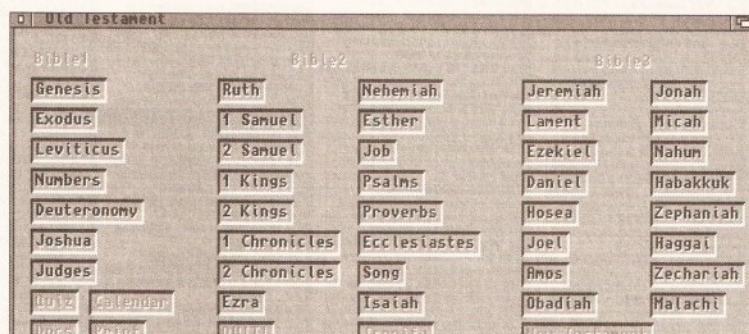 Old Testament
Bible1 Bible2 Bible3
Genesis Ruth Nehemiah Jeremiah Jonah
Exodus 1 Samuel Esther Lament Micah
Leviticus 2 Samuel Job Ezekiel Nahum
Numbers 1 Kings Psalms Daniel Habakkuk
Deuteronomy 2 Kings Proverbs Hosea Zephaniah
Joshua 1 Chronicles Ecclesiastes Joel Haggai
Judges 2 Chronicles Song Amos Zechariah
Quiz Calendar Ezra Isaiah Obadiah Malachi
Print